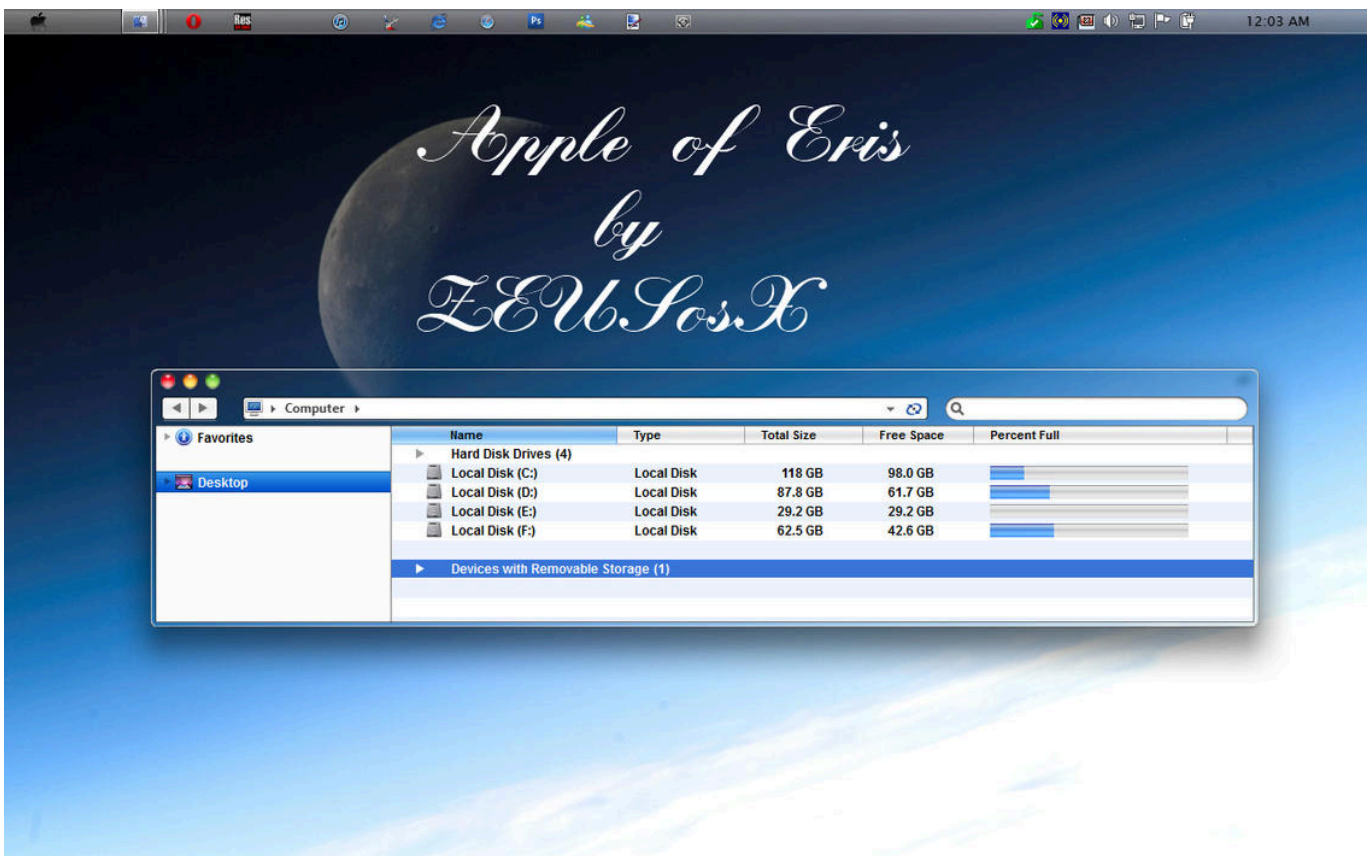 Res
Ps
12:03 AM
Apple of Eris
by
ZEUSosX
Computer
Favorites
Desktop
Name Type Total Size Free Space Percent Full
Hard Disk Drives (4)
Local Disk (C:) Local Disk 118 GB 98.0 GB
Local Disk (D:) Local Disk 87.8 GB 61.7 GB
Local Disk (E:) Local Disk 29.2 GB 29.2 GB
Local Disk (F:) Local Disk 62.5 GB 42.6 GB
Devices with Removable Storage (1)